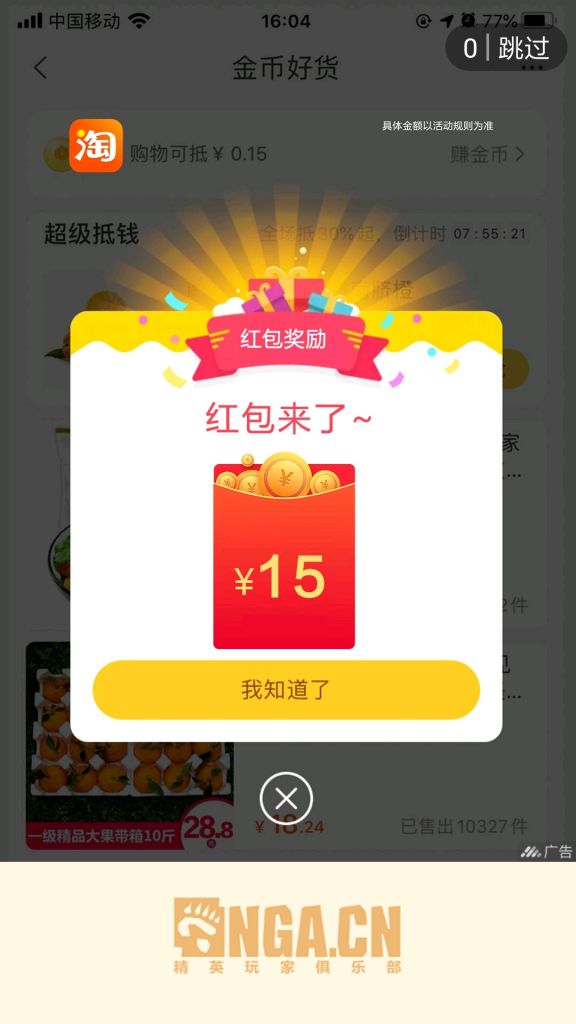 中国移动
16:04
77%
0 | 跳过
金币好货
具体金额以活动规则为准
淘
购物可抵¥0.15
赚金币
超级抵钱
全场抵30%起,倒计时 07:55:21
脐橙
红包奖励
红包来了~
家
¥15
2件
我知道了
一级精品大果带箱10斤
28.8
¥18.24
已售出10327件
广告
NGA.CN
精英玩家俱乐部